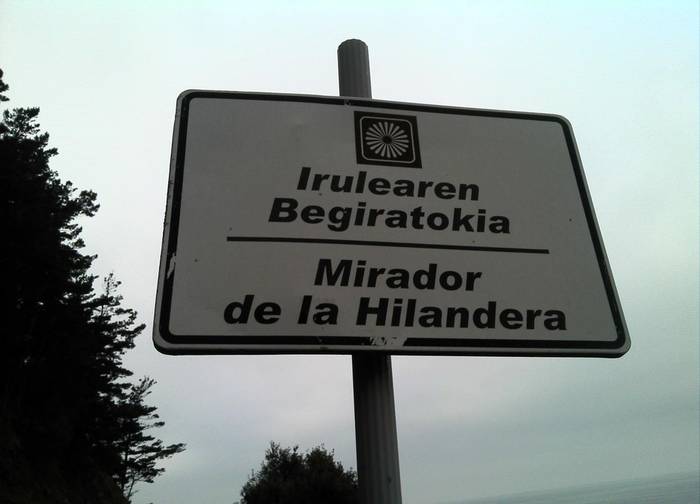 Irulearen
Begiratokia
Mirador
de la Hilandera